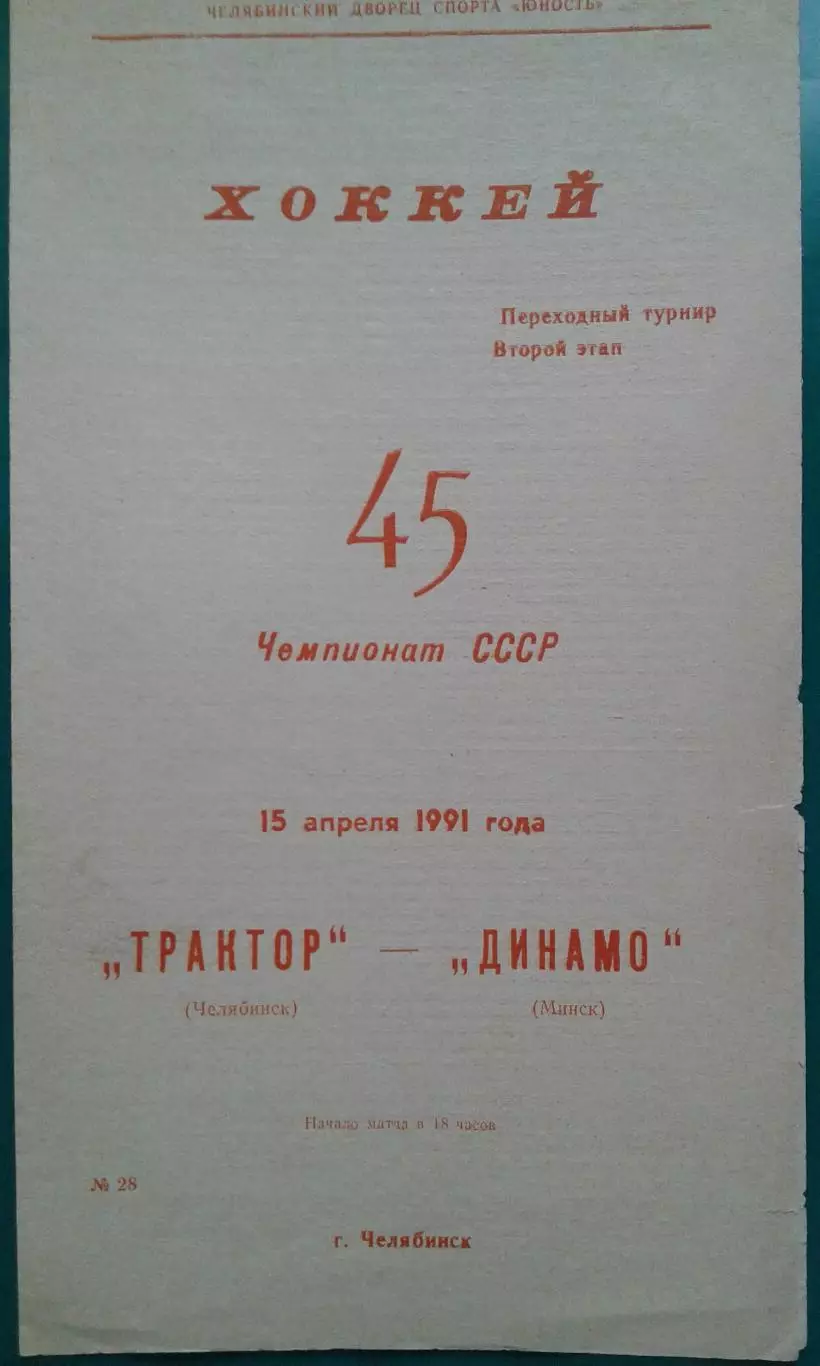 ЧЕЛЯБИНСКИЙ ДВОРЕЦ СПОРТА «ЮНОСТЬ»
ХОККЕЙ
Переходный турнир
Второй этап
45
Чемпионат СССР
15 апреля 1991 года
„ТРАКТОР“ — „ДИНАМО“
(Челябинск) (Минск)
Начало матча в 18 часов
№ 28
г. Челябинск